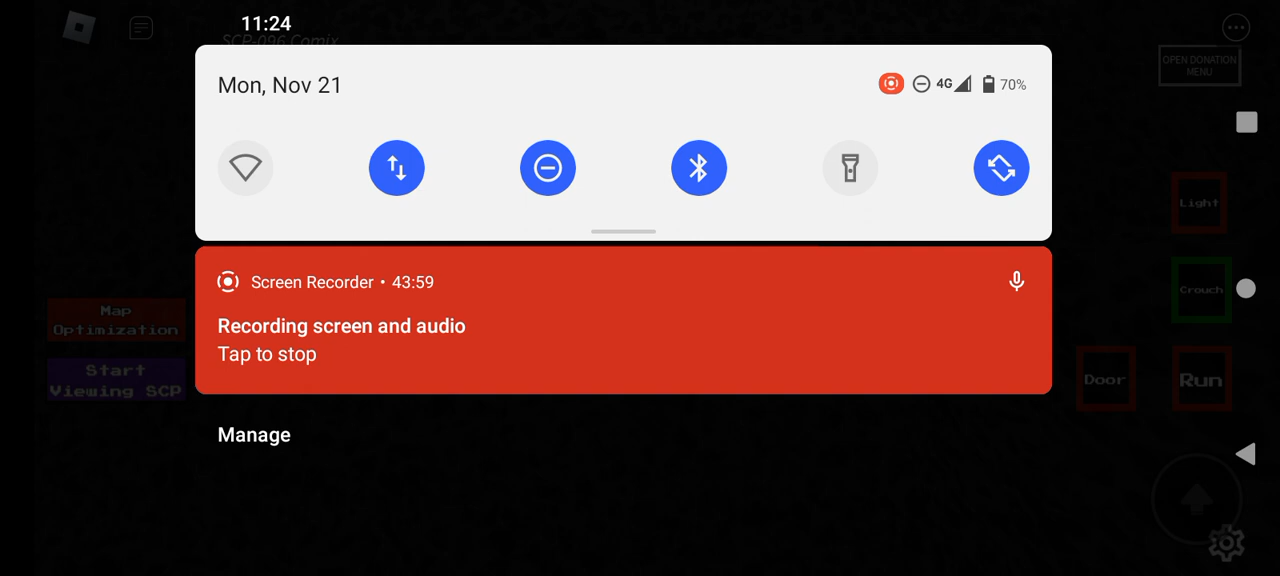 11:24
SCP-096 Comix
OPEN DONATION
MENU
Mon, Nov 21
4G
70%
Light
Screen Recorder • 43:59
Crouch
Recording screen and audio
Tap to stop
Map
Optimization
Start
Viewing SCP
Door
Run
Manage